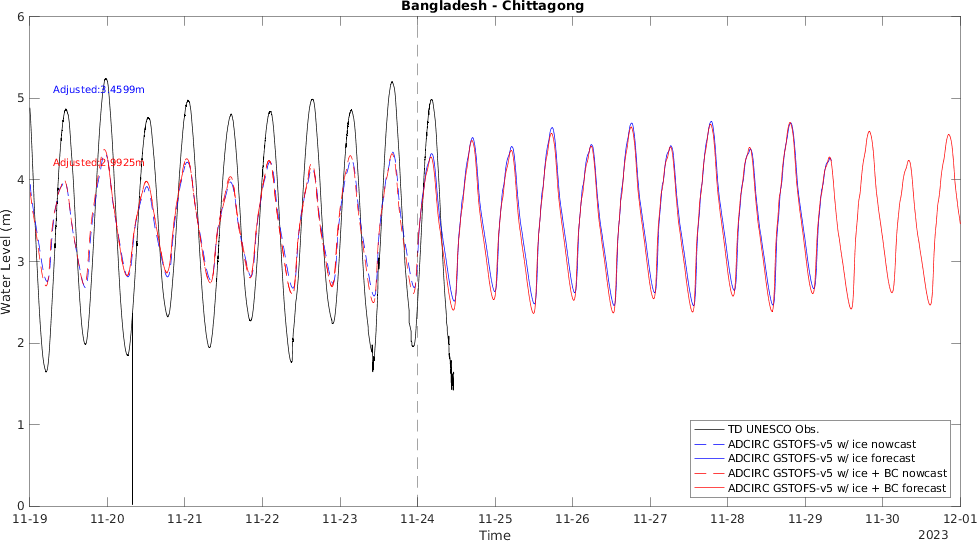 Bangladesh - Chittagong
6
5
4
3
2
1
0
Water Level (m)
Adjusted:3.4599m
Adjusted:2.9925m
TD UNESCO Obs.
ADCIRC GSTOFS-v5 w/ ice nowcast
ADCIRC GSTOFS-v5 w/ ice forecast
ADCIRC GSTOFS-v5 w/ ice + BC nowcast
ADCIRC GSTOFS-v5 w/ ice + BC forecast
11-19 11-20 11-21 11-22 11-23 11-24 11-25 11-26 11-27 11-28 11-29 11-30 12-01
Time
2023